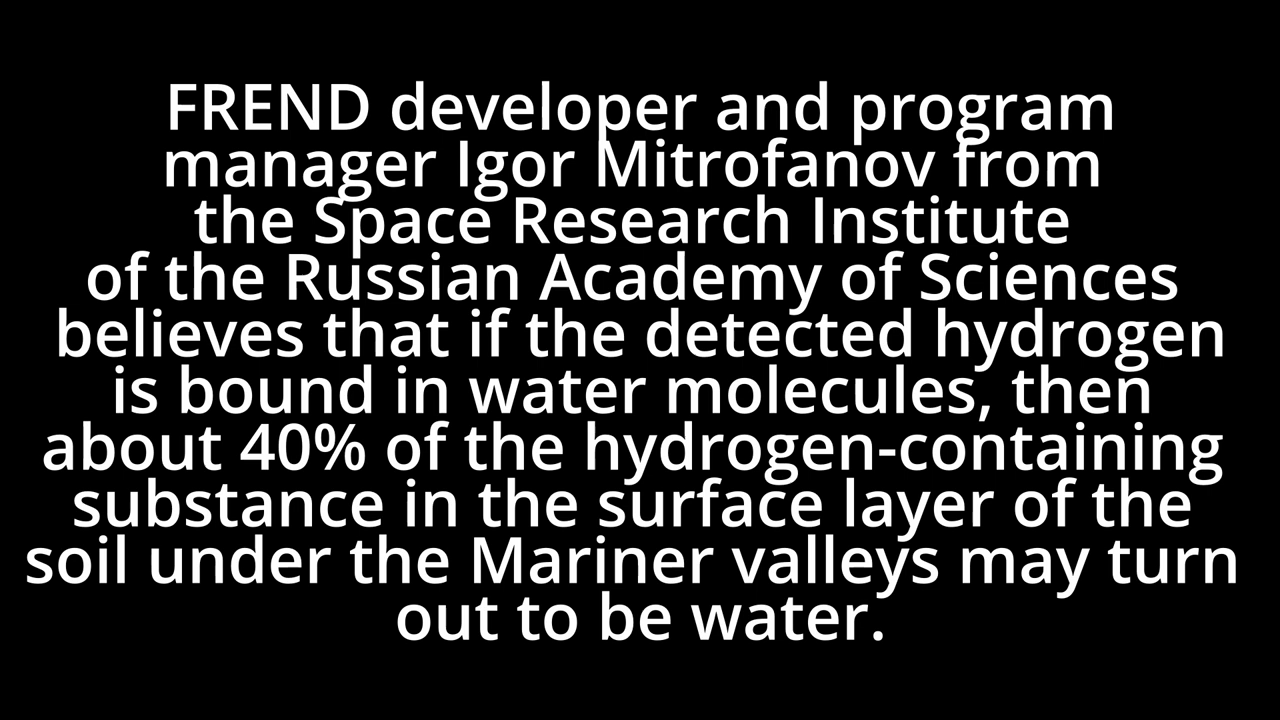 FREND developer and program
manager Igor Mitrofanov from
the Space Research Institute
of the Russian Academy of Sciences
believes that if the detected hydrogen
is bound in water molecules, then
about 40% of the hydrogen-containing
substance in the surface layer of the
soil under the Mariner valleys may turn
out to be water.